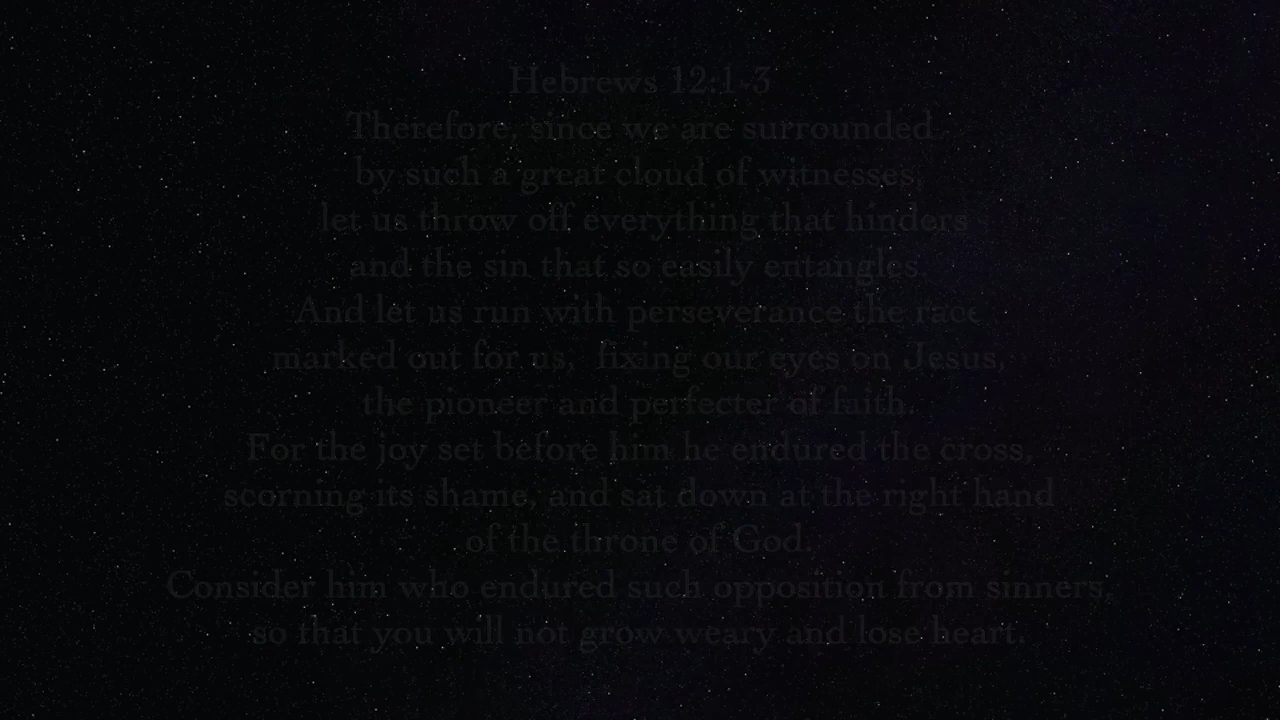 Hebrews 12:1-3
Therefore, since we are surrounded
by such a great cloud of witnesses,
let us throw off everything that hinders
and the sin that so easily entangles.
And let us run with perseverance the race
marked out for us,  fixing our eyes on Jesus,
the pioneer and perfecter of faith.
For the joy set before him he endured the cross,
scorning its shame, and sat down at the right hand
of the throne of God.
Consider him who endured such opposition from sinners,
so that you will not grow weary and lose heart.